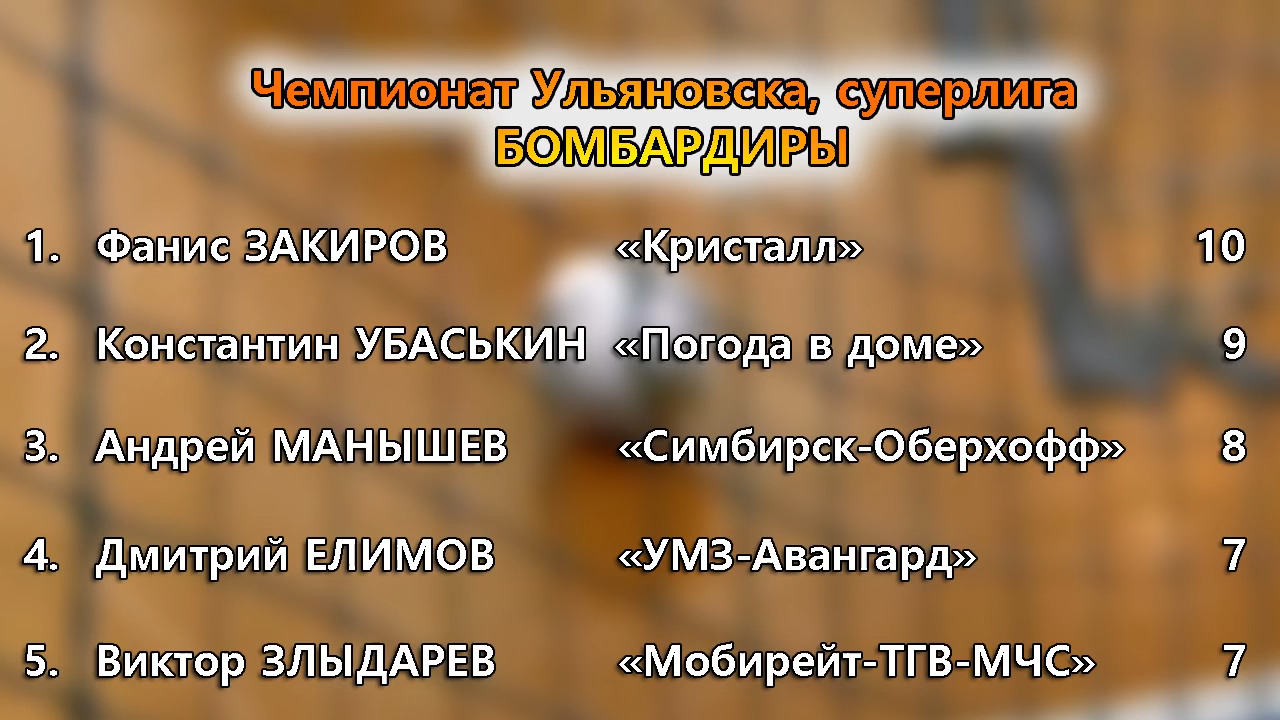 Чемпионат Ульяновска, суперлига
БОМБАРДИРЫ
1. Фанис ЗАКИРОВ «Кристалл» 10
2. Константин УБАСЬКИН «Погода в доме» 9
3. Андрей МАНЫШЕВ «Симбирск-Оберхофф» 8
4. Дмитрий ЕЛИМОВ «УМЗ-Авангард» 7
5. Виктор ЗЛЫДАРЕВ «Мобирейт-ТГВ-МЧС» 7